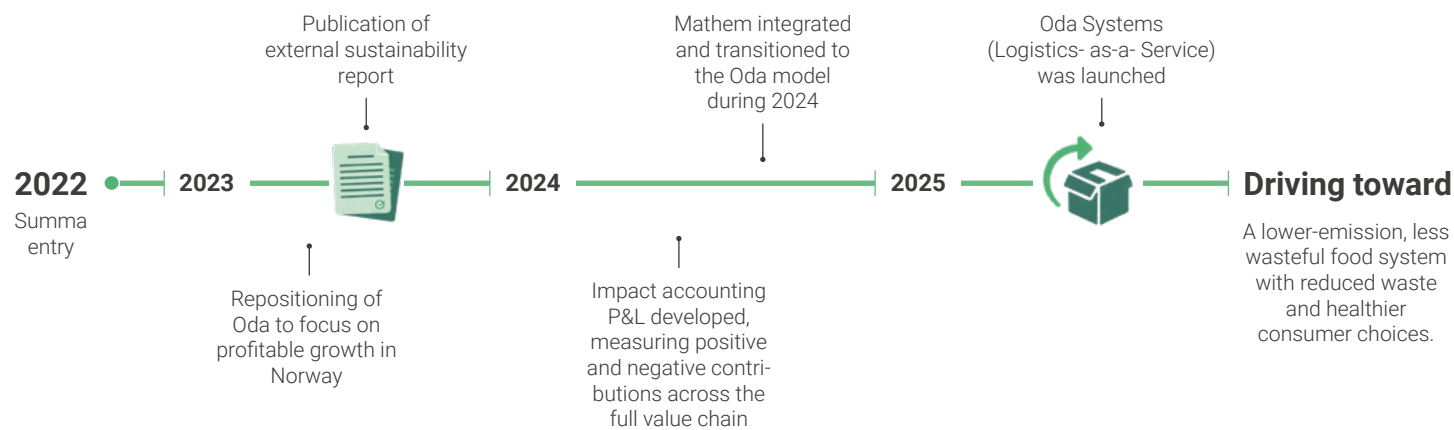 2022
Summa
entry
2023
Publication of
external sustainability
report
Repositioning of
Oda to focus on
profitable growth in
Norway
2024
Mathem integrated
and transitioned to
the Oda model
during 2024
Impact accounting
P&L developed,
measuring positive
and negative contri-
butions across the
full value chain
2025
Oda Systems
(Logistics- as-a- Service)
was launched
Driving toward
A lower-emission, less
wasteful food system
with reduced waste
and healthier
consumer choices.